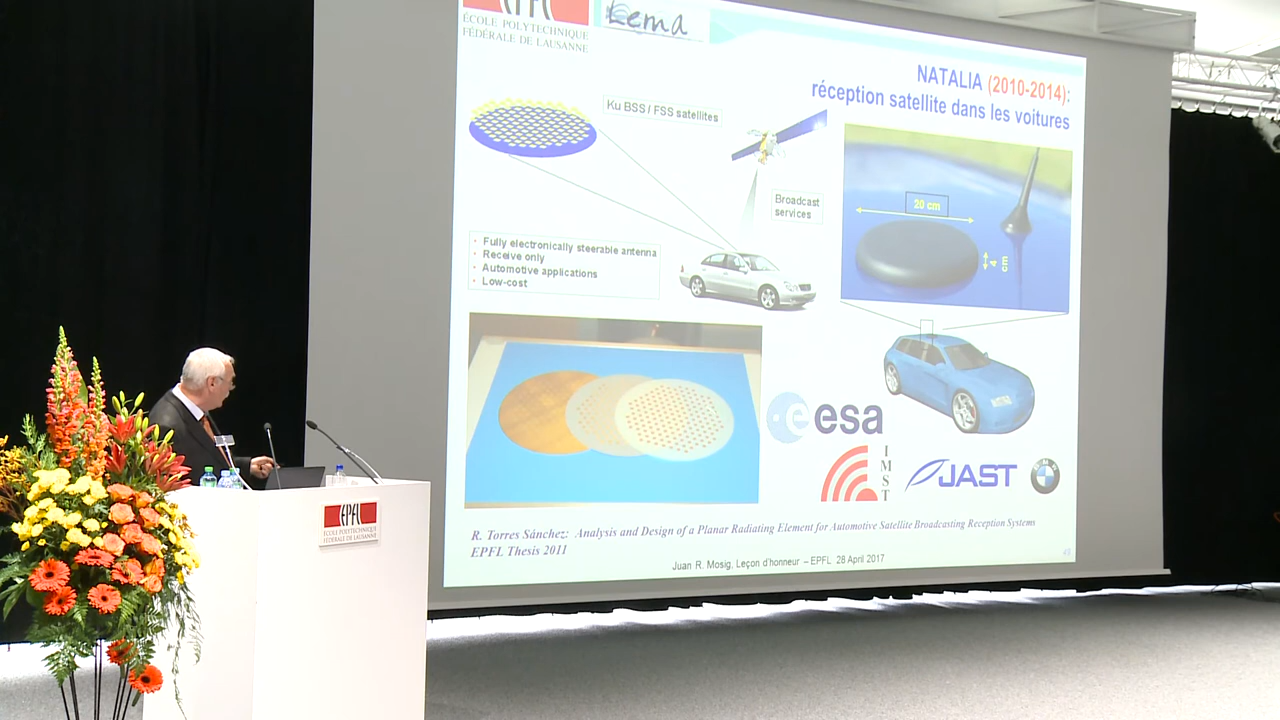 EPFL
ÉCOLE POLYTECHNIQUE
FÉDÉRALE DE LAUSANNE
Lema
NATALIA (2010-2014):
réception satellite dans les voitures
Ku BSS / FSS satellites
Broadcast
services
20 cm
4 cm
• Fully electronically steerable antenna
• Receive only
• Automotive applications
• Low-cost
esa
IMST
JAST
R. Torres Sánchez: Analysis and Design of a Planar Radiating Element for Automotive Satellite Broadcasting Reception Systems
EPFL Thesis 2011
Juan R. Mosig, Leçon d'honneur – EPFL 28 April 2017
EPFL
ÉCOLE POLYTECHNIQUE
FÉDÉRALE DE LAUSANNE